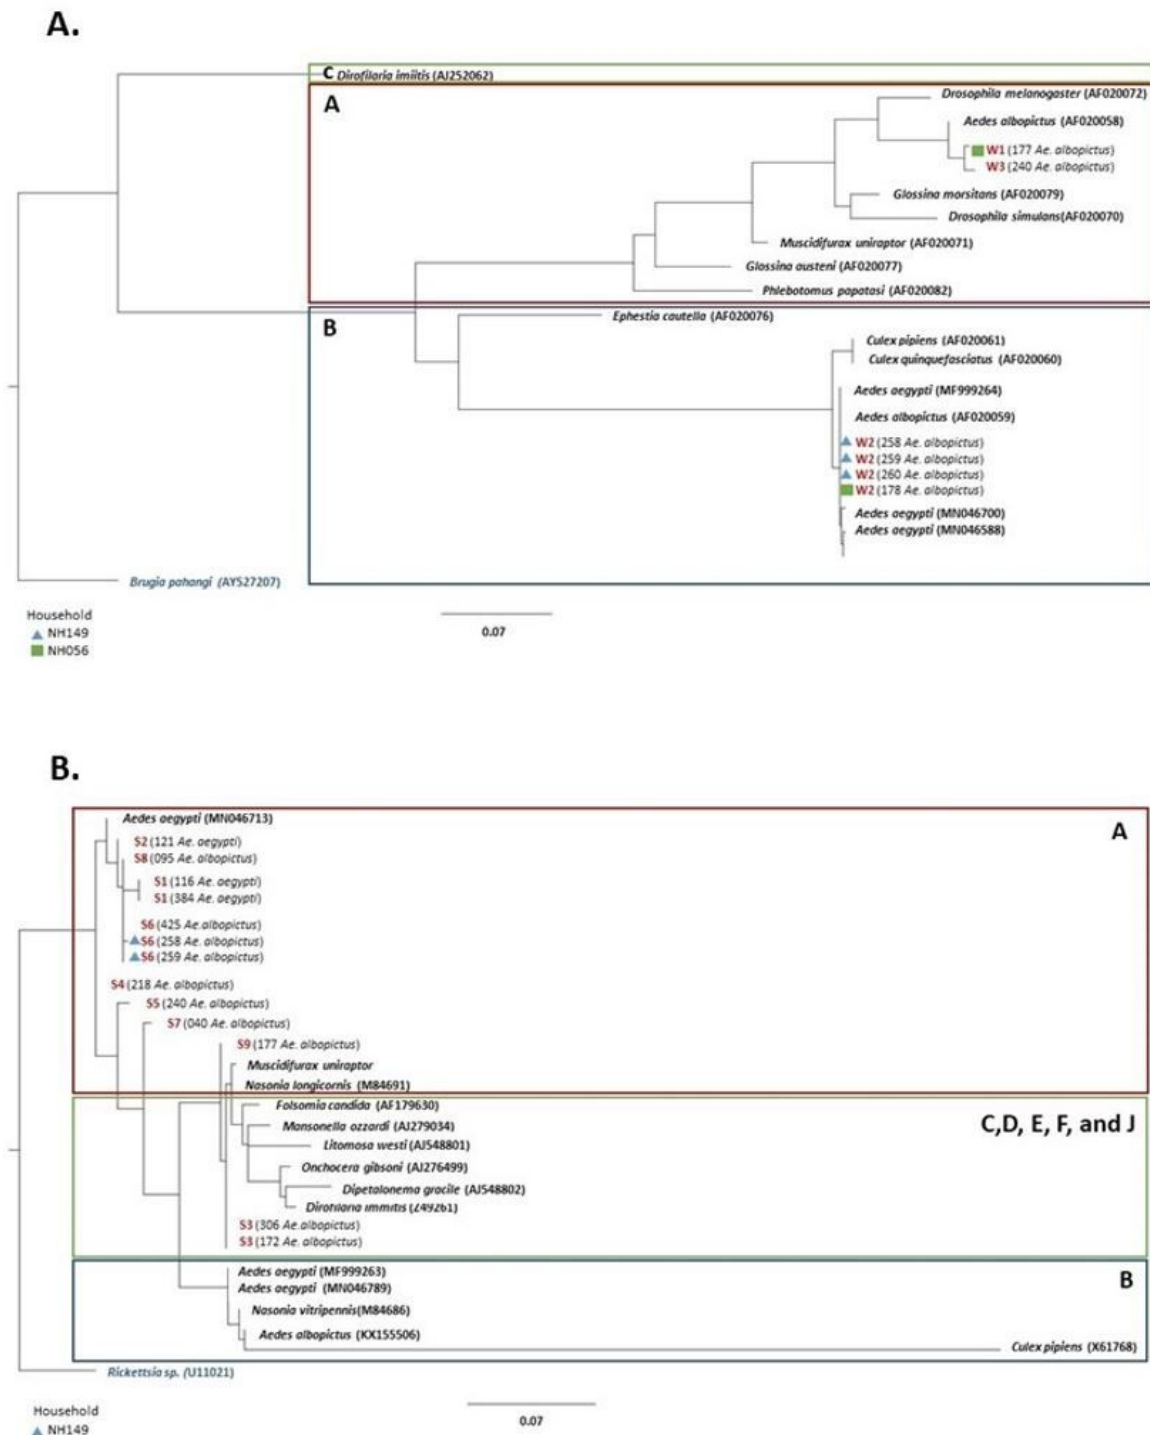 A.
C Dirofilaria imiitis (AJ252062)
A
Drosophila melanogaster (AF020072)
Aedes albopictus (AF020058)
W1 (177 Ae. albopictus)
W3 (240 Ae. albopictus)
Glossina morsitans (AF020079)
Drosophila simulans(AF020070)
Muscidifurax uniraptor (AF020071)
Glossina austeni (AF020077)
Phlebotomus papatasi (AF020082)
B
Ephestia cautella (AF020076)
Culex pipiens (AF020061)
Culex quinquefasciatus (AF020060)
Aedes aegypti (MF999264)
Aedes albopictus (AF020059)
W2 (258 Ae. albopictus)
W2 (259 Ae. albopictus)
W2 (260 Ae. albopictus)
W2 (178 Ae. albopictus)
Aedes aegypti (MN046700)
Aedes aegypti (MN046588)
Brugia pahangi (AY527207)
Household
NH149
NH056
0.07
B.
A
Aedes aegypti (MN046713)
S2 (121 Ae. aegypti)
S8 (095 Ae. albopictus)
S1 (116 Ae. aegypti)
S1 (384 Ae. aegypti)
S6 (425 Ae.albopictus)
S6 (258 Ae. albopictus)
S6 (259 Ae. albopictus)
S4 (218 Ae. albopictus)
S5 (240 Ae. albopictus)
S7 (040 Ae. albopictus)
S9 (177 Ae. albopictus)
Muscidifurax uniraptor
Nasonia longicornis (M84691)
C,D, E, F, and J
Folsomia candida (AF179630)
Mansonella ozzardi (AJ279034)
Litomosa westi (AJ548801)
Onchocera gibsoni (AJ276499)
Dipetalonema gracile (AJ548802)
Dirofilaria immitis (Z49261)
S3 (306 Ae. albopictus)
S3 (172 Ae. albopictus)
B
Aedes aegypti (MF999263)
Aedes aegypti (MN046789)
Nasonia vitripennis(M84686)
Aedes albopictus (KX155506)
Culex pipiens (X61768)
Rickettsia sp. (U11021)
Household
NH149
0.07